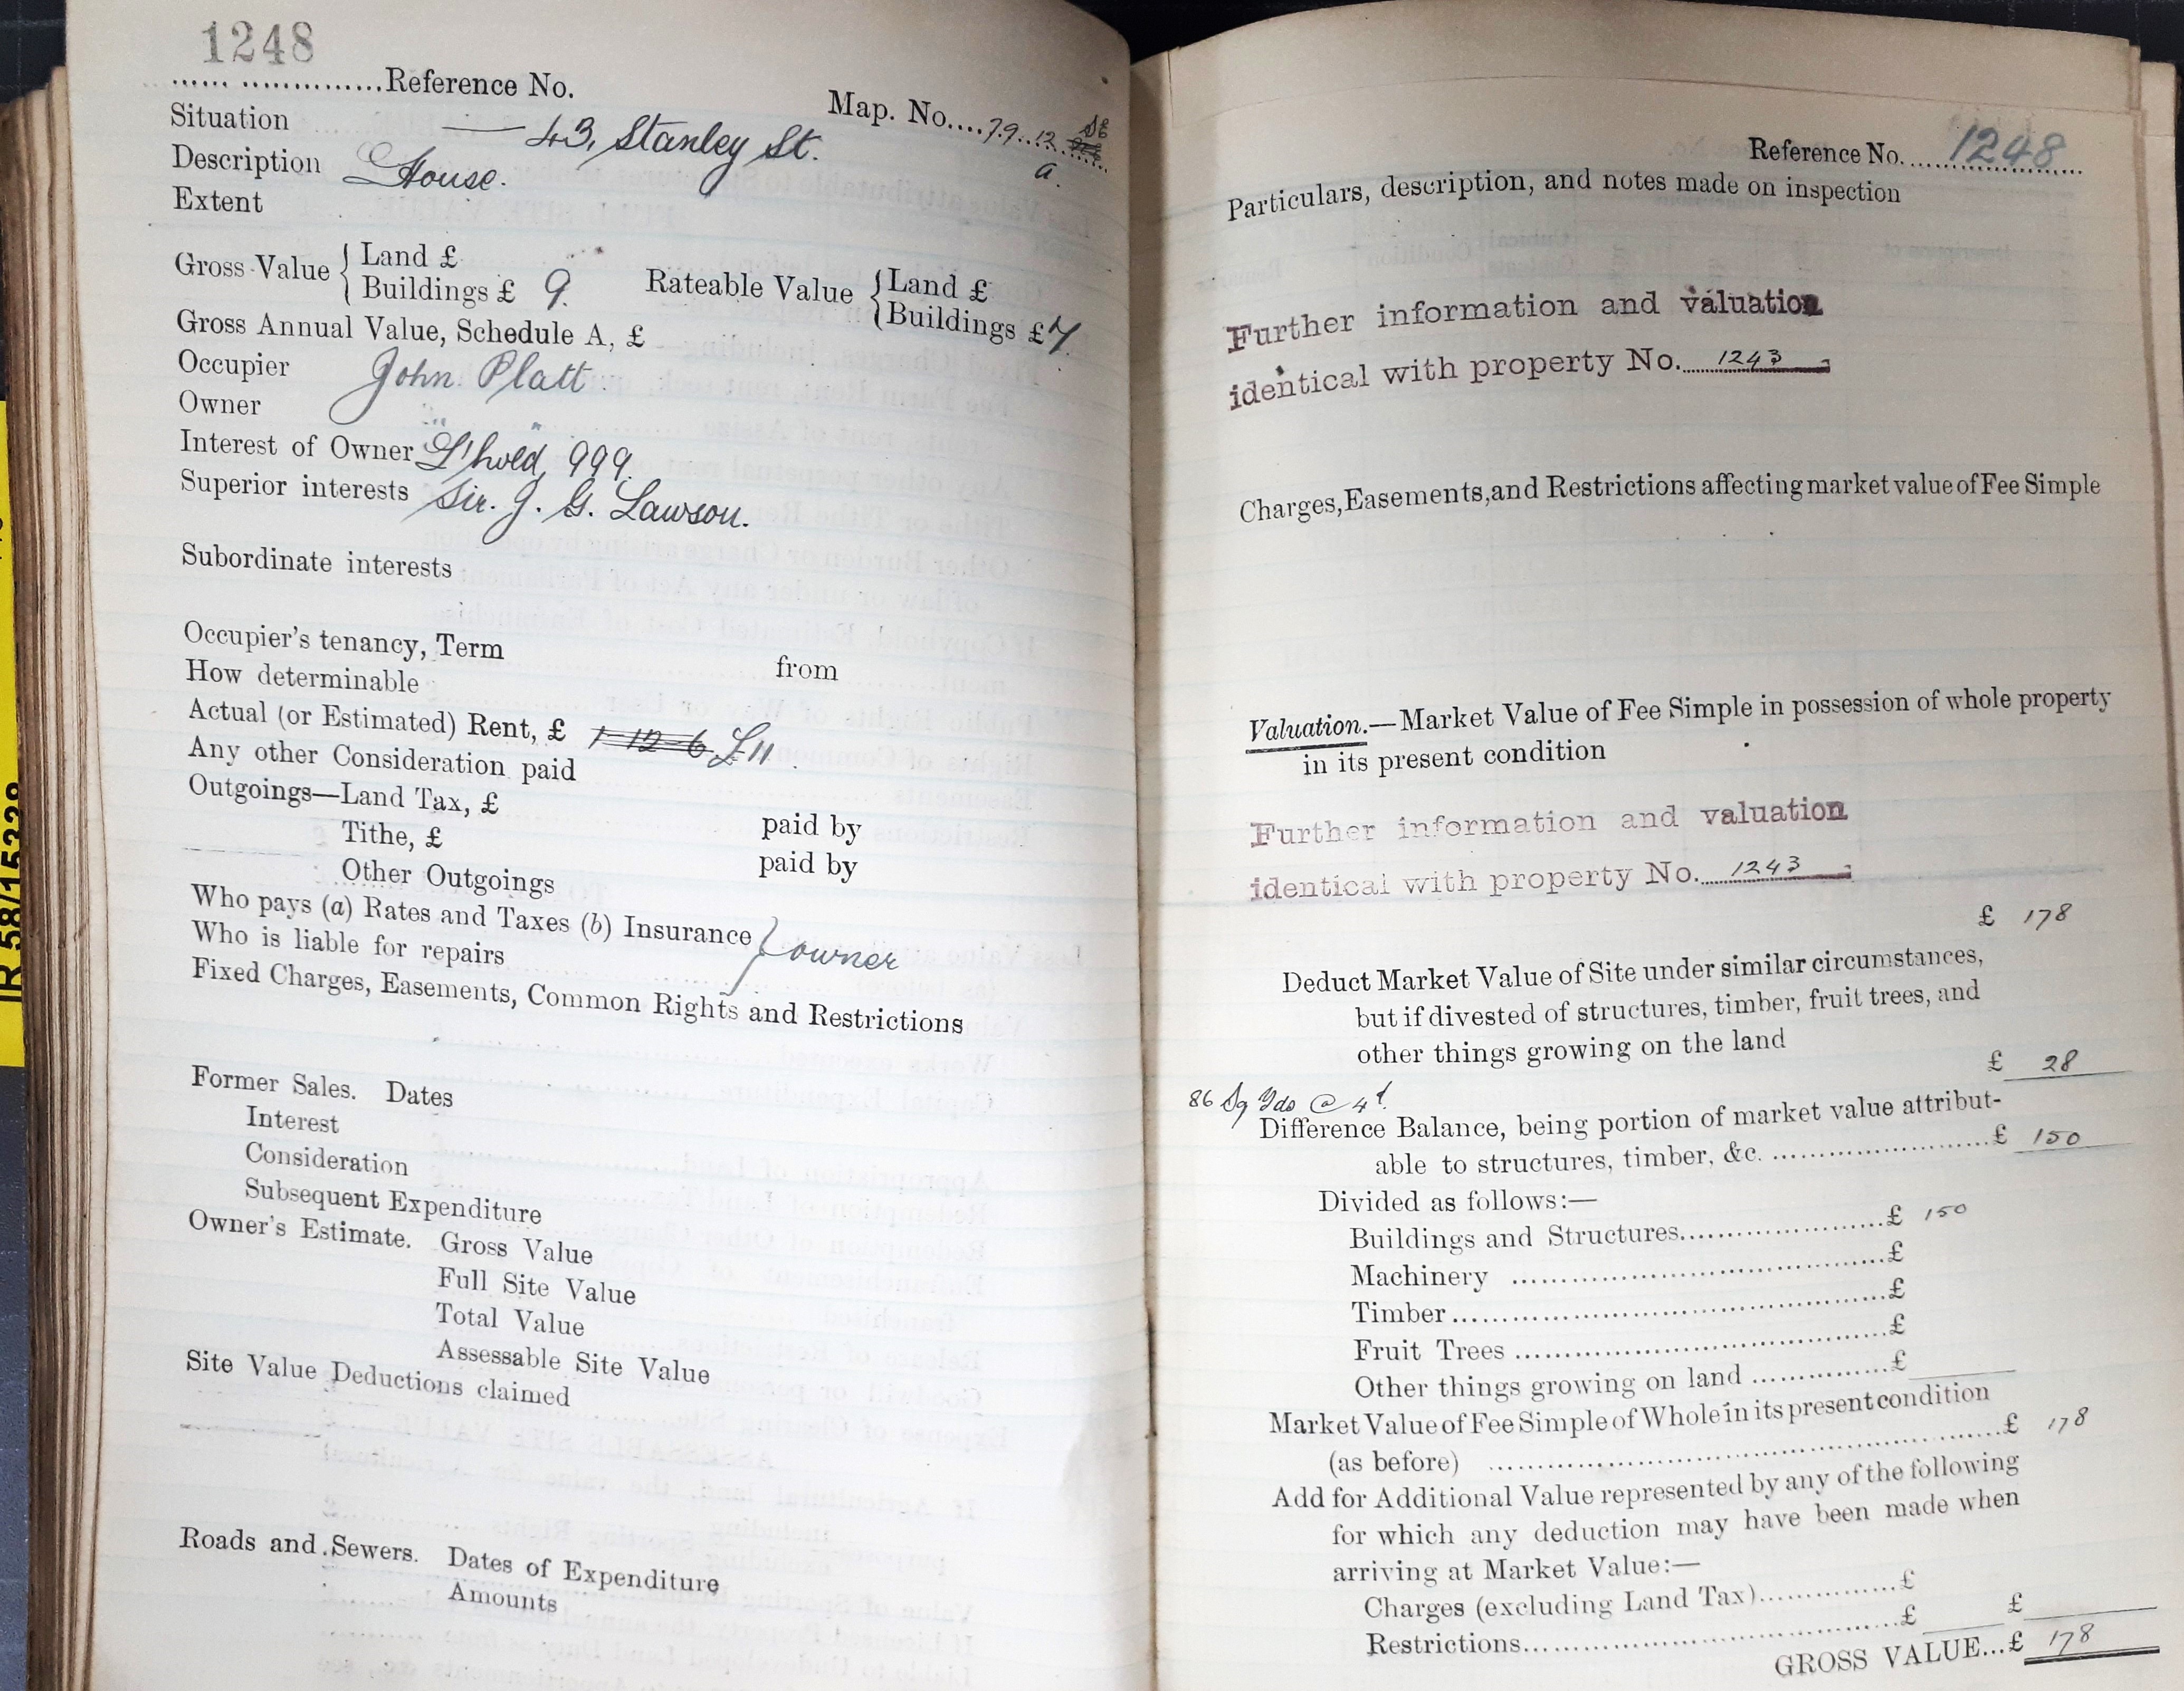 1248
Reference No.
Map. No. 79. 12 SE
a.
Situation — 43, Stanley St.
Description House.
Extent
Gross Value { Land £
Buildings £ 9.
Rateable Value { Land £
Buildings £ 7.
Gross Annual Value, Schedule A, £
Occupier John Platt
Owner " "
Interest of Owner L'hold, 999.
Superior interests Sir. J. G. Lawson.
Subordinate interests
Occupier's tenancy, Term from
How determinable
Actual (or Estimated) Rent, £ 1-12-6 £11
Any other Consideration paid
Outgoings—Land Tax, £ paid by
Tithe, £ paid by
Other Outgoings
Who pays (a) Rates and Taxes (b) Insurance } owner
Who is liable for repairs
Fixed Charges, Easements, Common Rights and Restrictions
Former Sales. Dates
Interest
Consideration
Subsequent Expenditure
Owner's Estimate. Gross Value
Full Site Value
Total Value
Assessable Site Value
Site Value Deductions claimed
Roads and Sewers. Dates of Expenditure
Amounts
IR 58/15228
Reference No. 1248
Particulars, description, and notes made on inspection
Further information and valuation
identical with property No. 1243
Charges, Easements, and Restrictions affecting market value of Fee Simple
Valuation.—Market Value of Fee Simple in possession of whole property
in its present condition
Further information and valuation
identical with property No. 1243
£ 178
Deduct Market Value of Site under similar circumstances,
but if divested of structures, timber, fruit trees, and
other things growing on the land
£ 28
86 Sq Yds @ 4d.
Difference Balance, being portion of market value attribut-
able to structures, timber, &c. £ 150
Divided as follows:—
Buildings and Structures £ 150
Machinery £
Timber £
Fruit Trees £
Other things growing on land £
Market Value of Fee Simple of Whole in its present condition
(as before) £ 178
Add for Additional Value represented by any of the following
for which any deduction may have been made when
arriving at Market Value:—
Charges (excluding Land Tax) £
Restrictions £ £
GROSS VALUE...£ 178